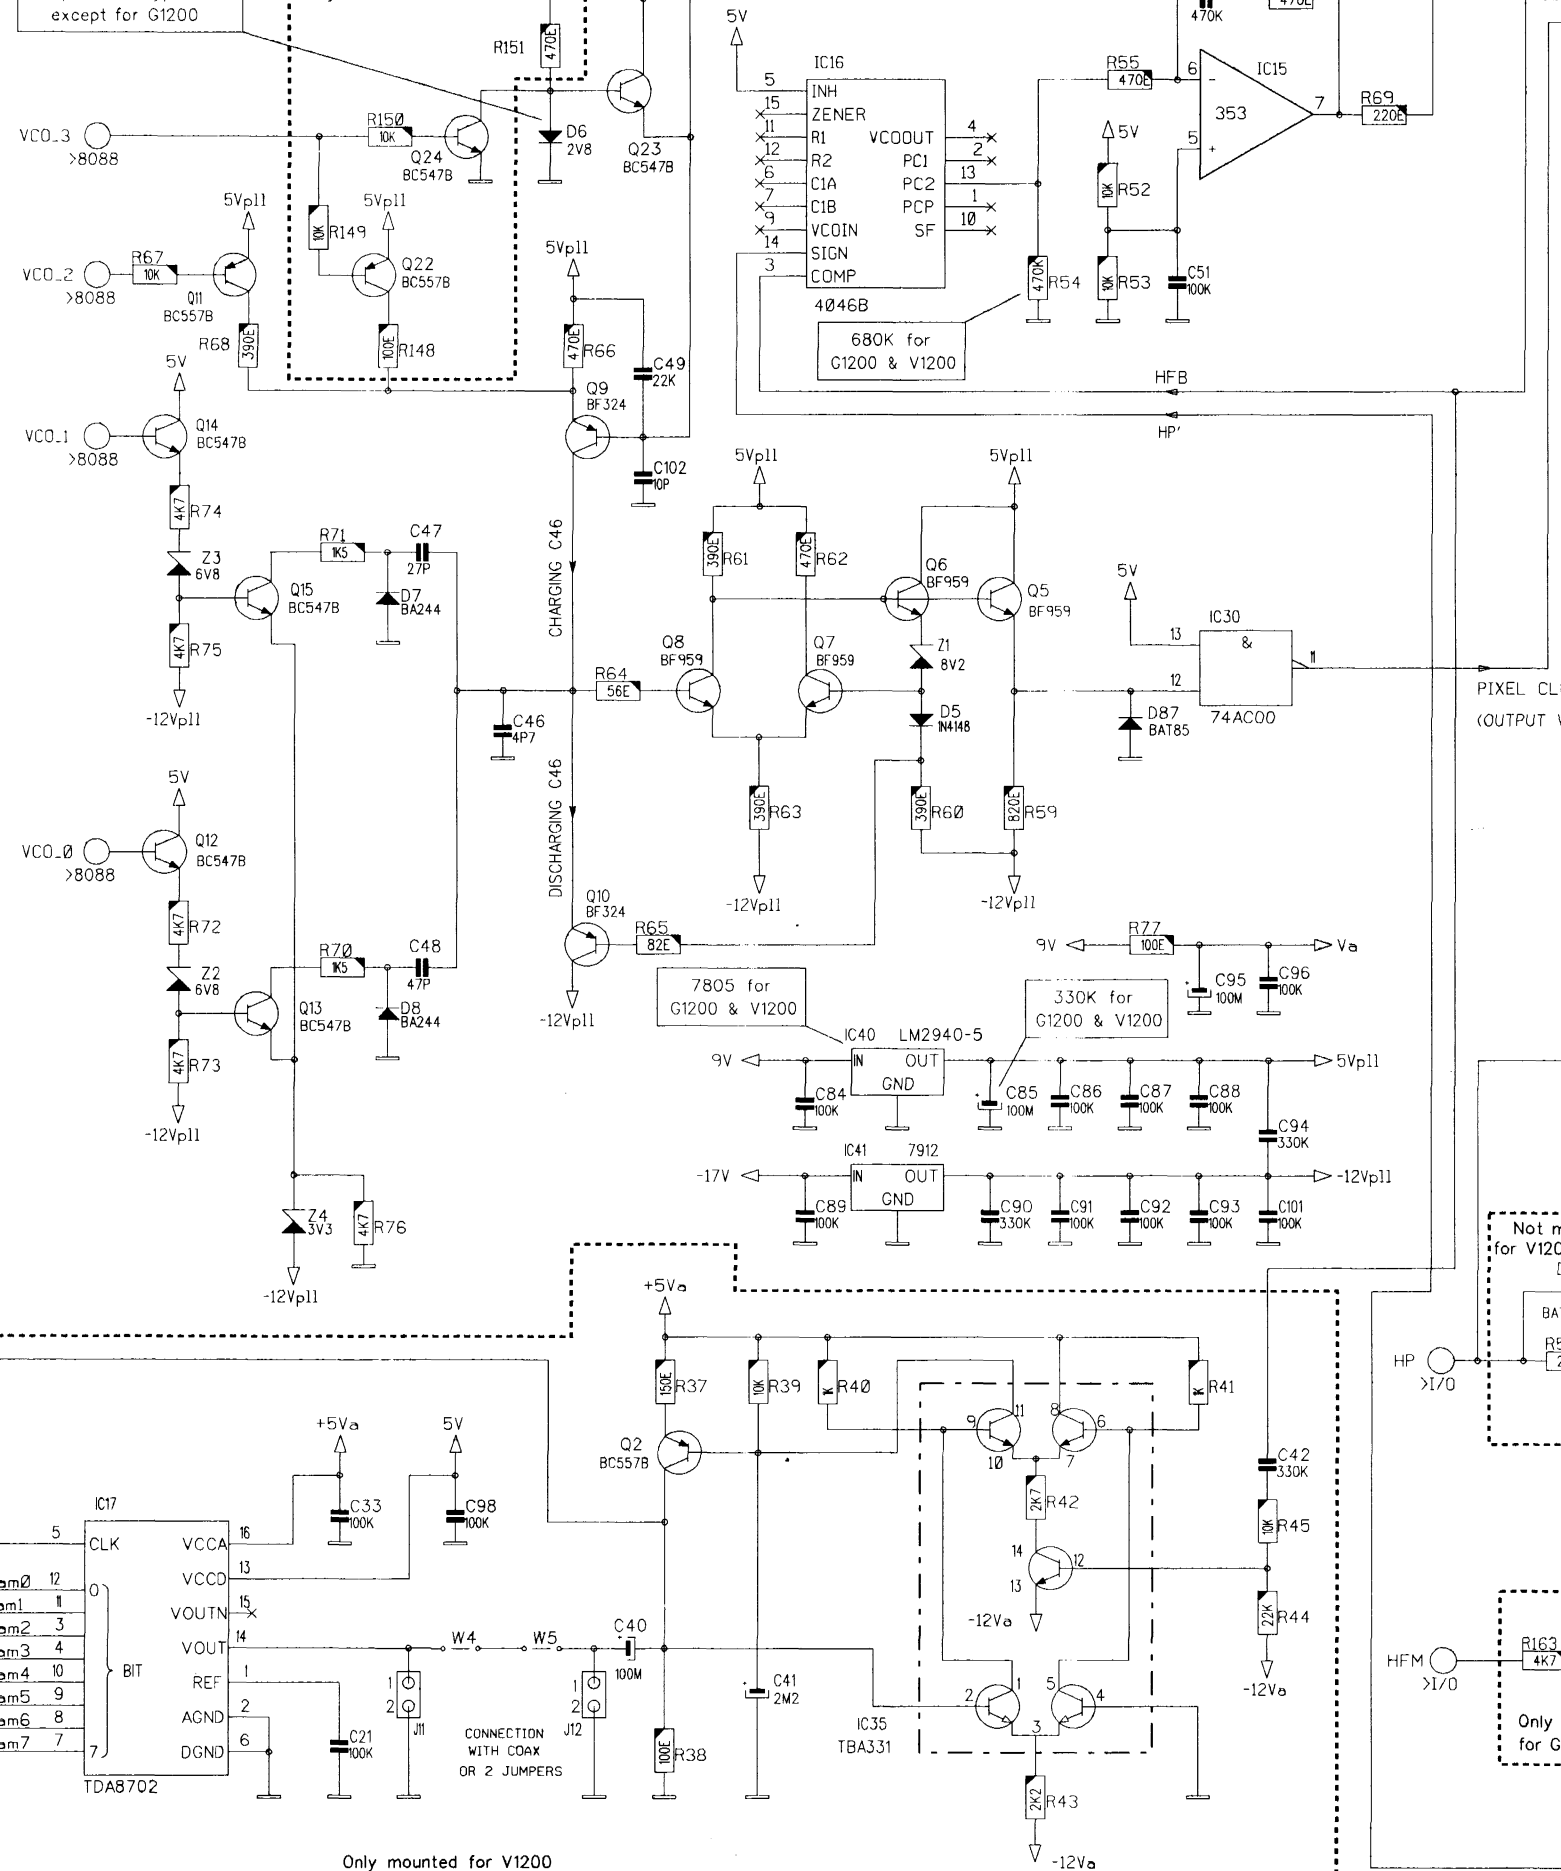 except for G1200
R151
470E
VCO_3
>8088
R150
10K
Q24
BC547B
D6
2V8
Q23
BC547B
5Vpll
5Vpll
R149
10K
VCO_2
>8088
R67
10K
Q11
BC557B
Q22
BC557B
R68
390E
R148
100E
5Vpll
R66
470E
C49
22K
Q9
BF324
C102
10P
5V
VCO_1
>8088
Q14
BC547B
R74
4K7
Z3
6V8
R75
4K7
-12Vpll
Q15
BC547B
R71
1K5
C47
27P
D7
BA244
CHARGING C46
C46
4P7
DISCHARGING C46
5V
VCO_0
>8088
Q12
BC547B
R72
4K7
Z2
6V8
R73
4K7
-12Vpll
Q13
BC547B
R70
1K5
C48
47P
D8
BA244
Z4
3V3
R76
4K7
-12Vpll
Q10
BF324
-12Vpll
R65
82E
5V
IC16
5 INH
15 ZENER
11 R1
12 R2
6 C1A
7 C1B
9 VCOIN
14 SIGN
3 COMP
VCOOUT 4
PC1 2
PC2 13
PCP 1
SF 10
4046B
680K for
G1200 & V1200
R54
470K
470K
470E
R55
470E
6
-
5
+
IC15
353
7
R69
220E
5V
R52
10K
R53
10K
C51
100K
HFB
HP'
5Vpll
R61
390E
R62
470E
Q8
BF959
Q7
BF959
R64
56E
R63
390E
-12Vpll
5Vpll
Q6
BF959
Q5
BF959
Z1
8V2
D5
1N4148
R60
390E
R59
820E
-12Vpll
5V
IC30
&
13
12
11
74AC00
D87
BAT85
PIXEL
(OUTPUT
9V
R77
100E
Va
C95
100M
C96
100K
7805 for
G1200 & V1200
330K for
G1200 & V1200
IC40
LM2940-5
9V
IN OUT
GND
5Vpll
C84
100K
C85
100M
C86
100K
C87
100K
C88
100K
C94
330K
IC41
7912
-17V
IN OUT
GND
-12Vpll
C89
100K
C90
330K
C91
100K
C92
100K
C93
100K
C101
100K
Not
for
HP
>I/O
HFM
>I/O
R163
4K7
Only
for
+5Va
R37
150E
R39
10K
R40
1K
R41
1K
Q2
BC557B
9
11
10
8
6
7
R42
2K7
14
13
12
-12Va
C42
330K
R45
10K
R44
22K
-12Va
+5Va
5V
C33
100K
C98
100K
IC17
5 CLK
12 0
11
3
4
10
9
8
7 7
BIT
VCCA 16
VCCD 13
VOUTN 15
VOUT 14
REF 1
AGND 2
DGND 6
TDA8702
C21
100K
W4
W5
1
2
J11
1
2
J12
CONNECTION
WITH COAX
OR 2 JUMPERS
C40
100M
R38
100E
C41
2M2
IC35
TBA331
2
1
5
4
3
R43
2K2
-12Va
Only mounted for V1200